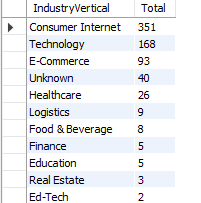 IndustryVertical Total
Consumer Internet 351
Technology 168
E-Commerce 93
Unknown 40
Healthcare 26
Logistics 9
Food & Beverage 8
Finance 5
Education 5
Real Estate 3
Ed-Tech 2